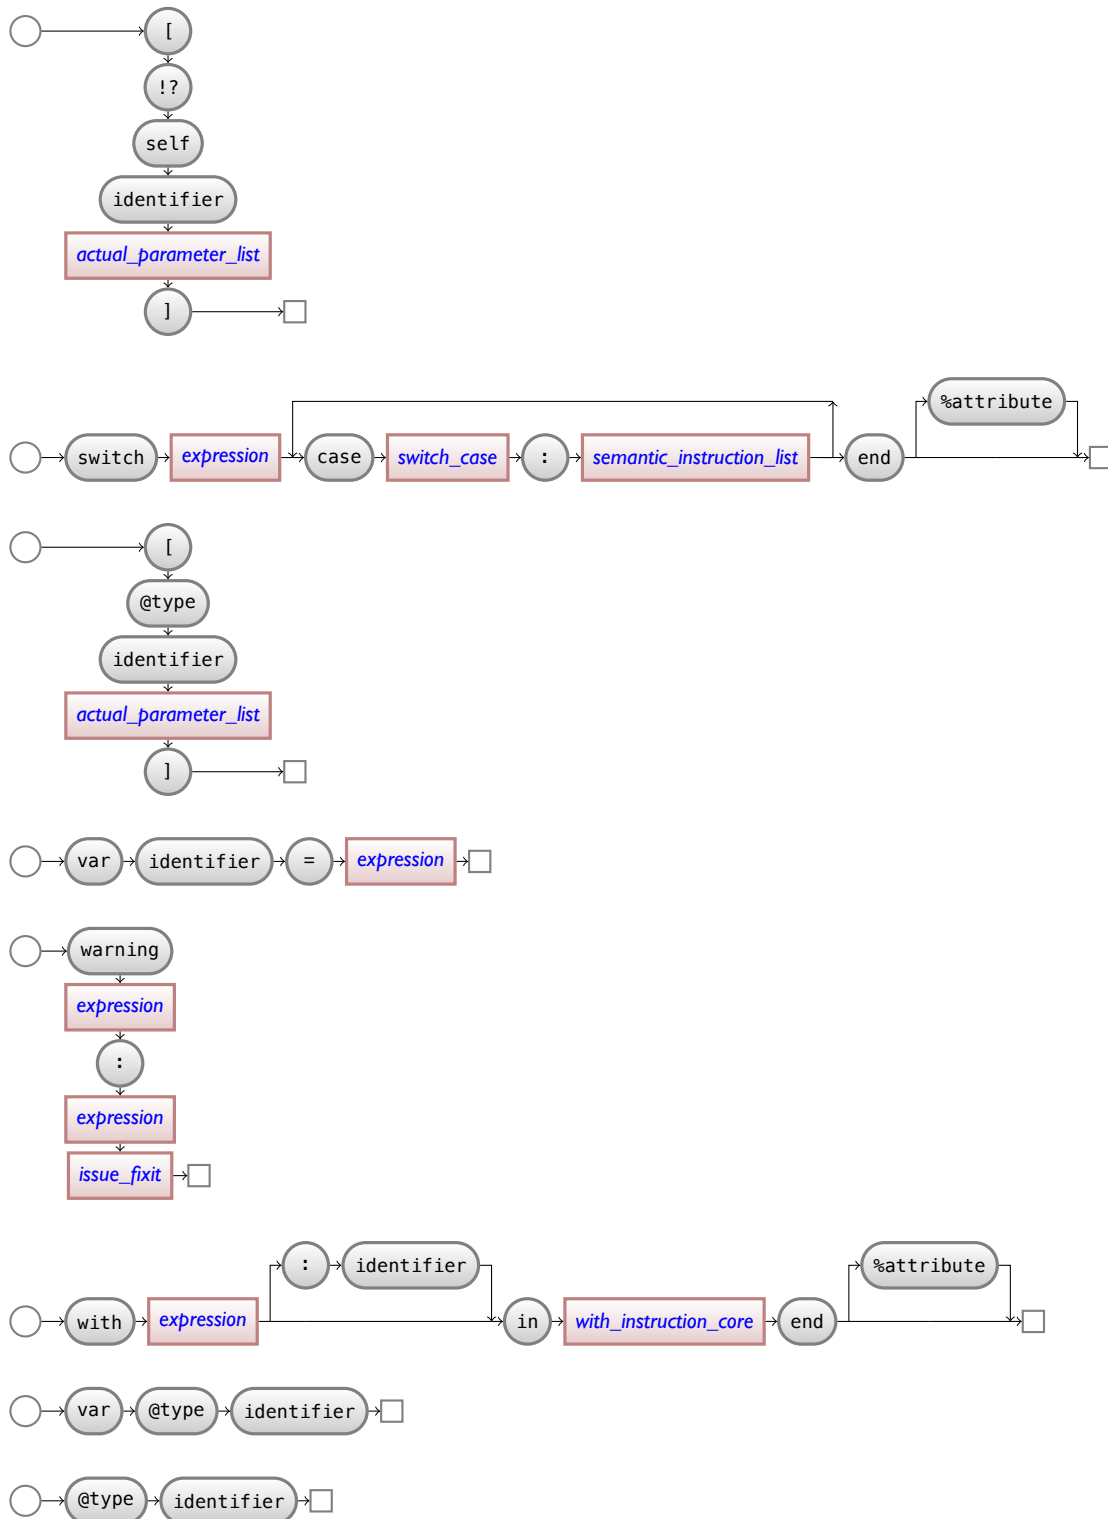 [
!?
self
identifier
actual_parameter_list
]
%attribute
switch expression case switch_case : semantic_instruction_list end
[
@type
identifier
actual_parameter_list
]
var identifier = expression
warning
expression
:
expression
issue_fixit
: identifier %attribute
with expression in with_instruction_core end
var @type identifier
@type identifier